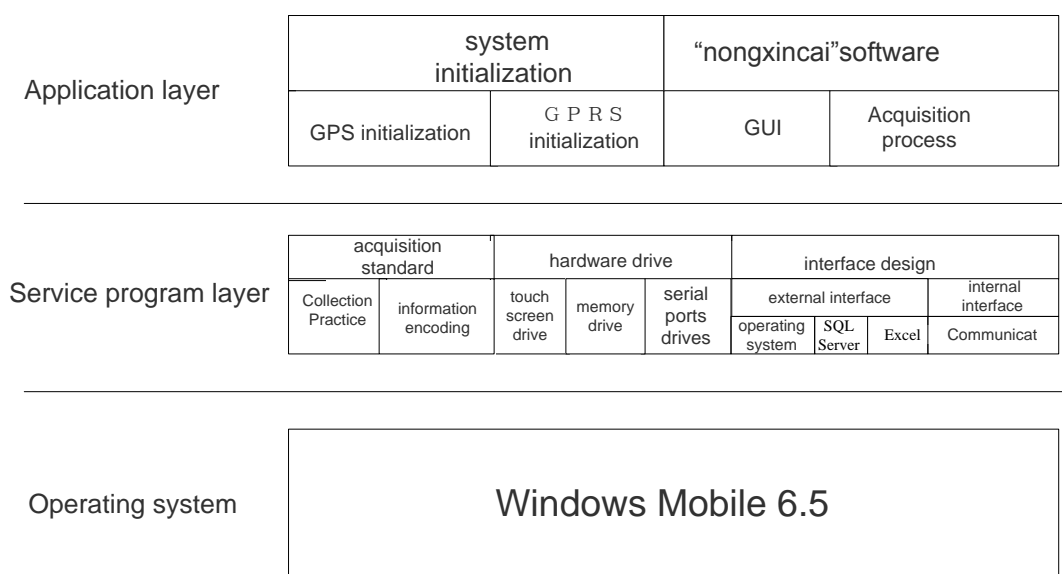 system
initialization
“nongxincai”software
Application layer
GPS initialization
ＧＰＲＳ
initialization
GUI
Acquisition
process
acquisition
standard
hardware drive
interface design
Service program layer
Collection
Practice
information
encoding
touch
screen
drive
memory
drive
serial
ports
drives
external interface
internal
interface
operating
system
SQL
Server
Excel
Communicat
Operating system
Windows Mobile 6.5